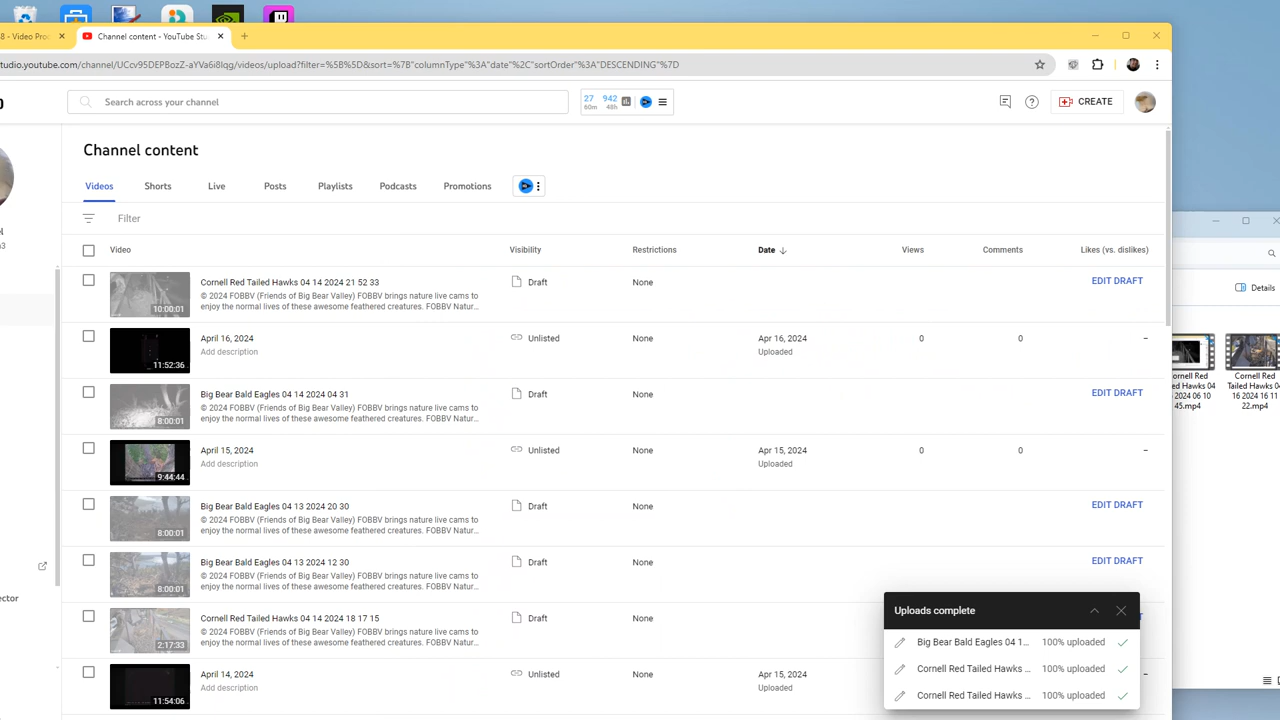 8 - Video Pro
Channel content - YouTube Stu
tudio.youtube.com/channel/UCcv95DEPBozZ-aYVa6i8Iqg/videos/upload?filter=%5B%5D&sort=%7B"columnType"%3A"date"%2C"sortOrder"%3A"DESCENDING"%7D
Search across your channel
27 60m 942 48h
CREATE
Channel content
Videos Shorts Live Posts Playlists Podcasts Promotions
Filter
Video Visibility Restrictions Date Views Comments Likes (vs. dislikes)
Cornell Red Tailed Hawks 04 14 2024 21 52 33 Draft None EDIT DRAFT
© 2024 FOBBV (Friends of Big Bear Valley) FOBBV brings nature live cams to
enjoy the normal lives of these awesome feathered creatures. FOBBV Natur...
10:00:01
April 16, 2024 Unlisted None Apr 16, 2024 0 0 –
Add description Uploaded
11:52:36
Big Bear Bald Eagles 04 14 2024 04 31 Draft None EDIT DRAFT
© 2024 FOBBV (Friends of Big Bear Valley) FOBBV brings nature live cams to
enjoy the normal lives of these awesome feathered creatures. FOBBV Natur...
8:00:01
April 15, 2024 Unlisted None Apr 15, 2024 0 0 –
Add description Uploaded
9:44:44
Big Bear Bald Eagles 04 13 2024 20 30 Draft None EDIT DRAFT
© 2024 FOBBV (Friends of Big Bear Valley) FOBBV brings nature live cams to
enjoy the normal lives of these awesome feathered creatures. FOBBV Natur...
8:00:01
Big Bear Bald Eagles 04 13 2024 12 30 Draft None EDIT DRAFT
© 2024 FOBBV (Friends of Big Bear Valley) FOBBV brings nature live cams to
enjoy the normal lives of these awesome feathered creatures. FOBBV Natur...
8:00:01
ector
Cornell Red Tailed Hawks 04 14 2024 18 17 15 Draft None
© 2024 FOBBV (Friends of Big Bear Valley) FOBBV brings nature live cams to
enjoy the normal lives of these awesome feathered creatures. FOBBV Natur...
2:17:33
April 14, 2024 Unlisted None Apr 15, 2024 –
Add description Uploaded
11:54:06
Uploads complete
Big Bear Bald Eagles 04 1... 100% uploaded
Cornell Red Tailed Hawks ... 100% uploaded
Cornell Red Tailed Hawks ... 100% uploaded
Details
ornell Red
ed Hawks 04
6 2024 06 10
45.mp4
Cornell Red
Tailed Hawks 04
16 2024 16 11
22.mp4